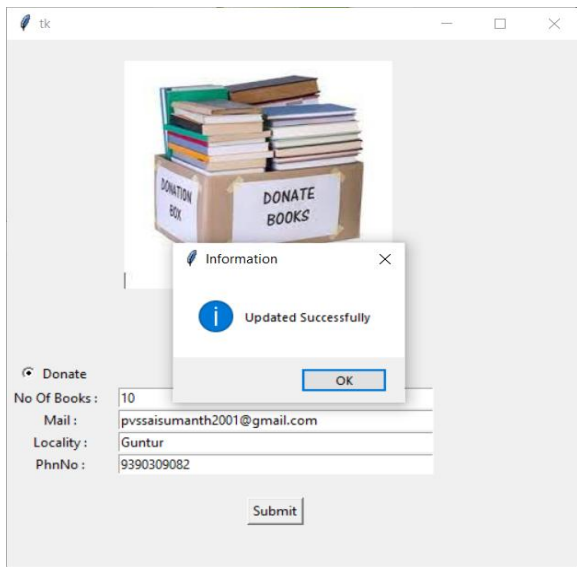 tk
DONATION
BOX
DONATE
BOOKS
Information
Updated Successfully
OK
Donate
No Of Books : 10
Mail : pvssaisumanth2001@gmail.com
Locality : Guntur
PhnNo : 9390309082
Submit